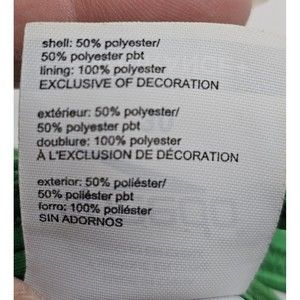 shell: 50% polyester/
50% polyester pbt
lining: 100% polyester
EXCLUSIVE OF DECORATION
extérieur: 50% polyester/
50% polyester pbt
doublure: 100% polyester
À L'EXCLUSION DE DÉCORATION
exterior: 50% poliéster/
50% poliéster pbt
forro: 100% poliéster
SIN ADORNOS